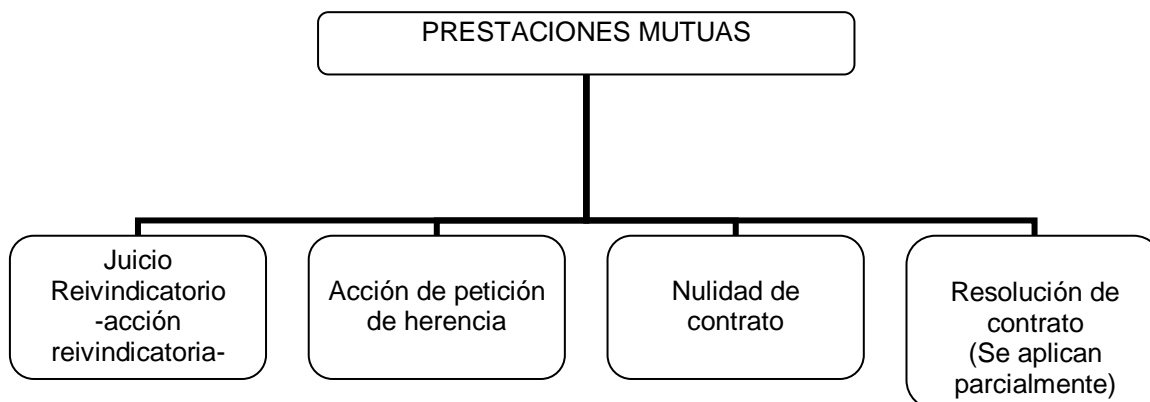 PRESTACIONES MUTUAS
Juicio
Reivindicatorio
-acción
reivindicatoria-
Acción de petición
de herencia
Nulidad de
contrato
Resolución de
contrato
(Se aplican
parcialmente)